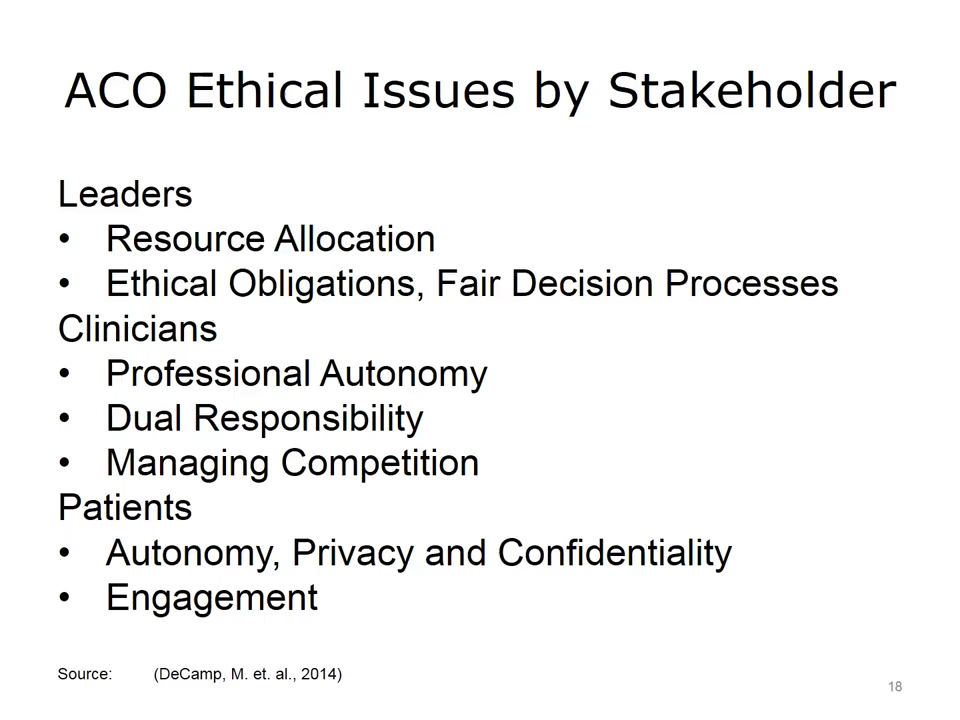 ACO Ethical Issues by Stakeholder
Leaders
• Resource Allocation
• Ethical Obligations, Fair Decision Processes
Clinicians
• Professional Autonomy
• Dual Responsibility
• Managing Competition
Patients
• Autonomy, Privacy and Confidentiality
• Engagement
Source: (DeCamp, M. et. al., 2014)
18